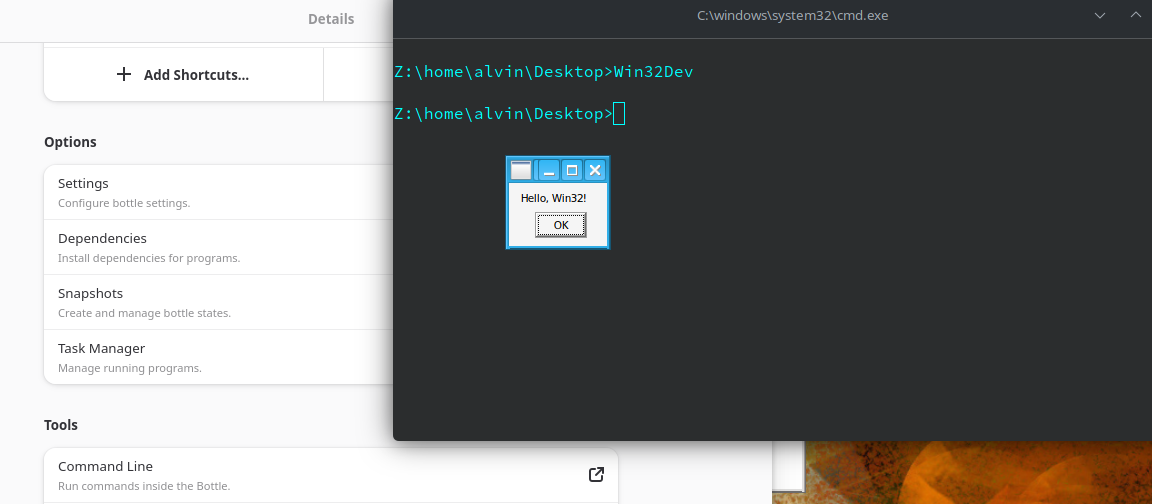 Details
Add Shortcuts...
Options
Settings
Configure bottle settings.
Dependencies
Install dependencies for programs.
Snapshots
Create and manage bottle states.
Task Manager
Manage running programs.
Tools
Command Line
Run commands inside the Bottle.
C:\windows\system32\cmd.exe
Z:\home\alvin\Desktop>Win32Dev
Z:\home\alvin\Desktop>
Hello, Win32!
OK